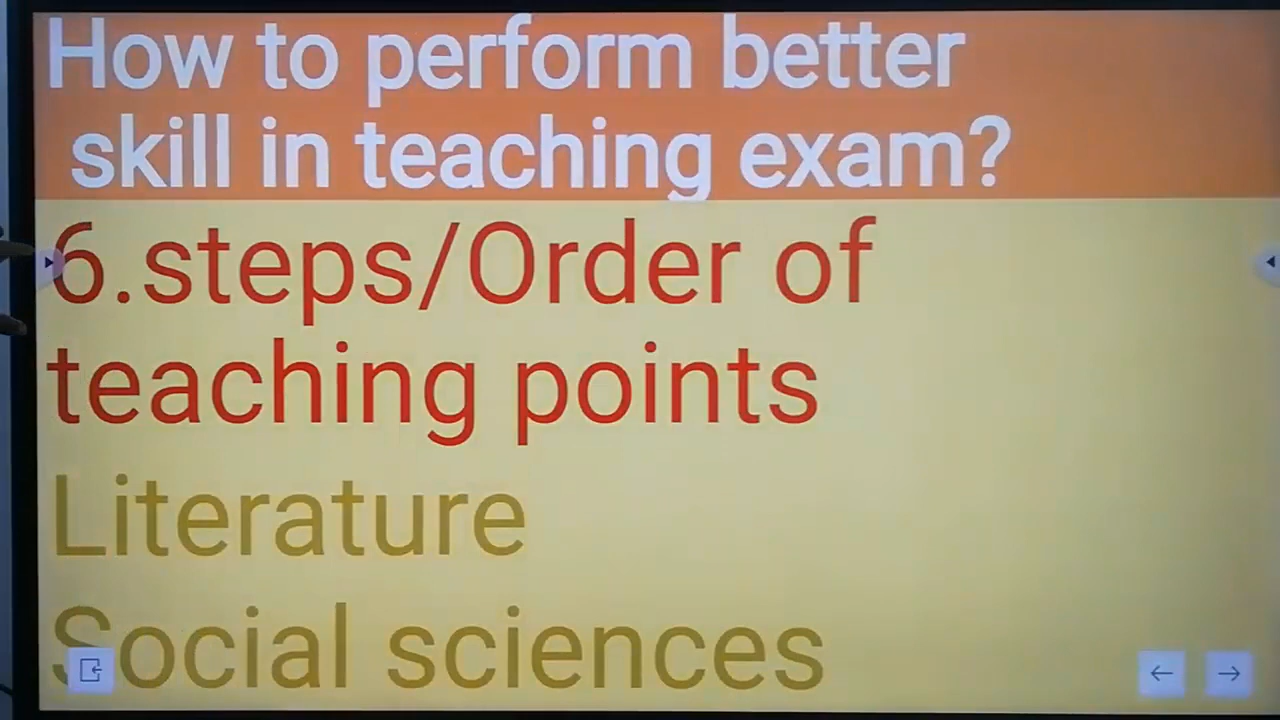 How to perform better
skill in teaching exam?
6.steps/Order of
teaching points
Literature
Social sciences